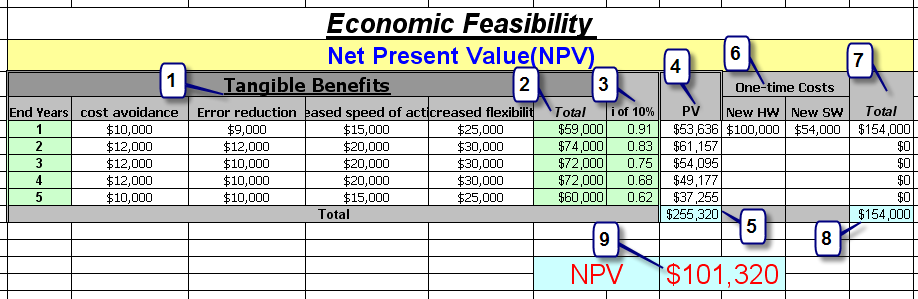 Economic Feasibility
Net Present Value(NPV)
1 Tangible Benefits 2 3 4 6 One-time Costs 7
End Years cost avoidance Error reduction eased speed of acti creased flexibilit Total i of 10% PV New HW New SW Total
1 $10,000 $9,000 $15,000 $25,000 $59,000 0.91 $53,636 $100,000 $54,000 $154,000
2 $12,000 $12,000 $20,000 $30,000 $74,000 0.83 $61,157 $0
3 $12,000 $10,000 $20,000 $30,000 $72,000 0.75 $54,095 $0
4 $12,000 $10,000 $20,000 $30,000 $72,000 0.68 $49,177 $0
5 $10,000 $10,000 $15,000 $25,000 $60,000 0.62 $37,255 $0
Total $255,320 $154,000
5 8
9
NPV $101,320